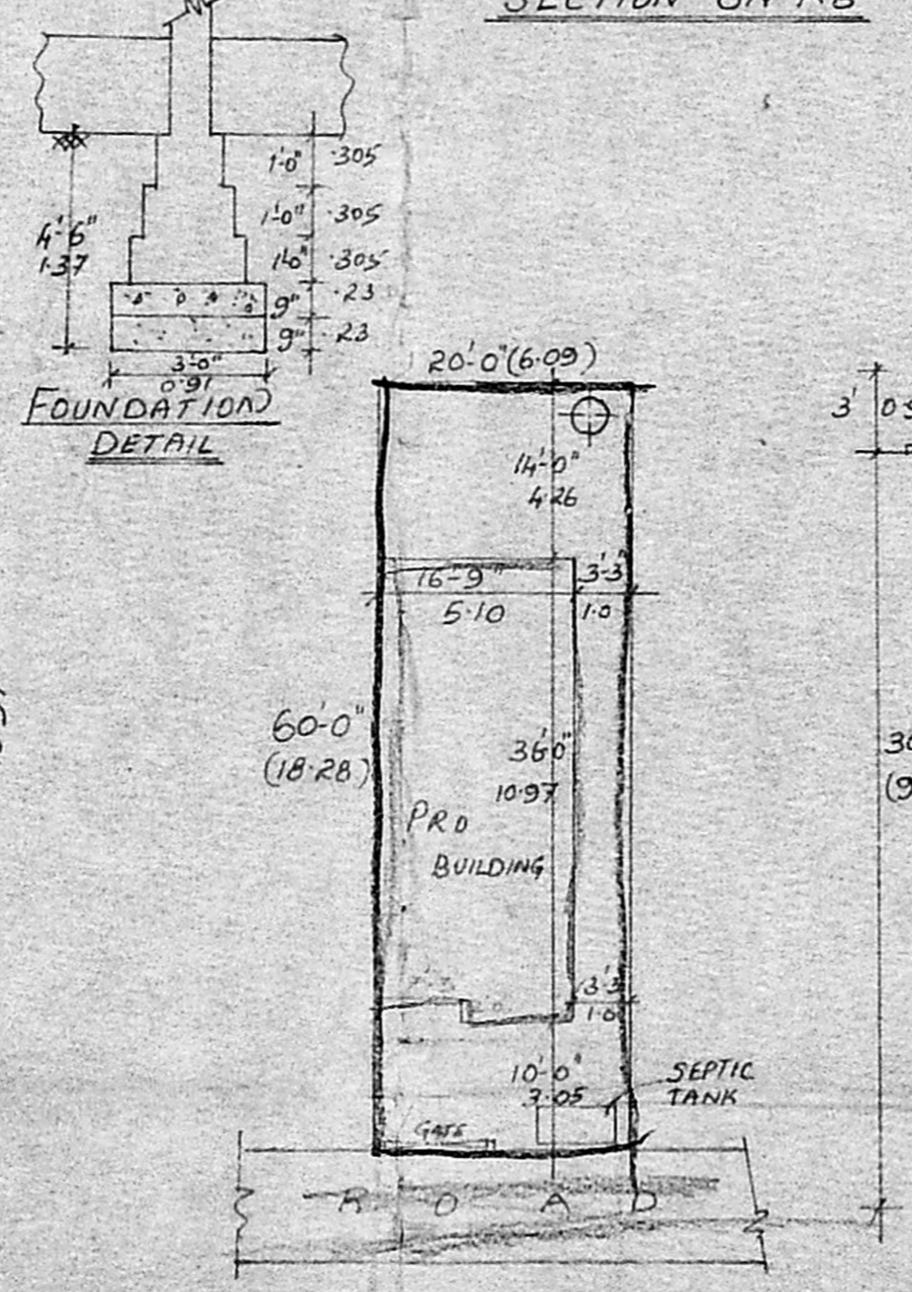 SECTION ON AB
1'-0" .305
1'-0" .305
4'-6"
1.37
1'-0" .305
9" .23
9" .23
3'-0"
0.91
FOUNDATION
DETAIL
20'-0" (6.09)
14'-0"
4.26
16-9" 3'-3"
5.10 1.0
60'-0"
(18.28)
36'-0"
10.97
PRO
BUILDING
3'-3
1.0
10'-0"
3.05
SEPTIC
TANK
GATE
ROAD
3'